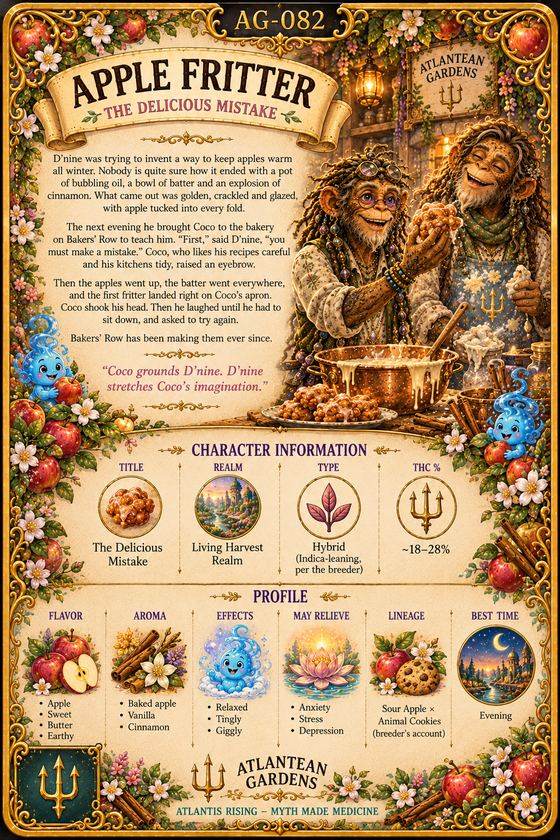 AG-082
ATLANTEAN
GARDENS
APPLE FRITTER
THE DELICIOUS MISTAKE
D'nine was trying to invent a way to keep apples warm
all winter. Nobody is quite sure how it ended with a pot
of bubbling oil, a bowl of batter and an explosion of
cinnamon. What came out was golden, crackled and glazed,
with apple tucked into every fold.
The next evening he brought Coco to the bakery
on Bakers' Row to teach him. “First,” said D'nine, “you
must make a mistake.” Coco, who likes his recipes careful
and his kitchens tidy, raised an eyebrow.
Then the apples went up, the batter went everywhere,
and the first fritter landed right on Coco's apron.
Coco shook his head. Then he laughed until he had to
sit down, and asked to try again.
Bakers' Row has been making them ever since.
“Coco grounds D'nine. D'nine
stretches Coco's imagination.”
CHARACTER INFORMATION
TITLE
The Delicious
Mistake
REALM
Living Harvest
Realm
TYPE
Hybrid
(Indica-leaning,
per the breeder)
THC %
~18–28%
PROFILE
FLAVOR
• Apple
• Sweet
• Butter
• Earthy
AROMA
• Baked apple
• Vanilla
• Cinnamon
EFFECTS
• Relaxed
• Tingly
• Giggly
MAY RELIEVE
• Anxiety
• Stress
• Depression
LINEAGE
Sour Apple ×
Animal Cookies
(breeder's account)
BEST TIME
Evening
ATLANTEAN
GARDENS
ATLANTIS RISING – MYTH MADE MEDICINE